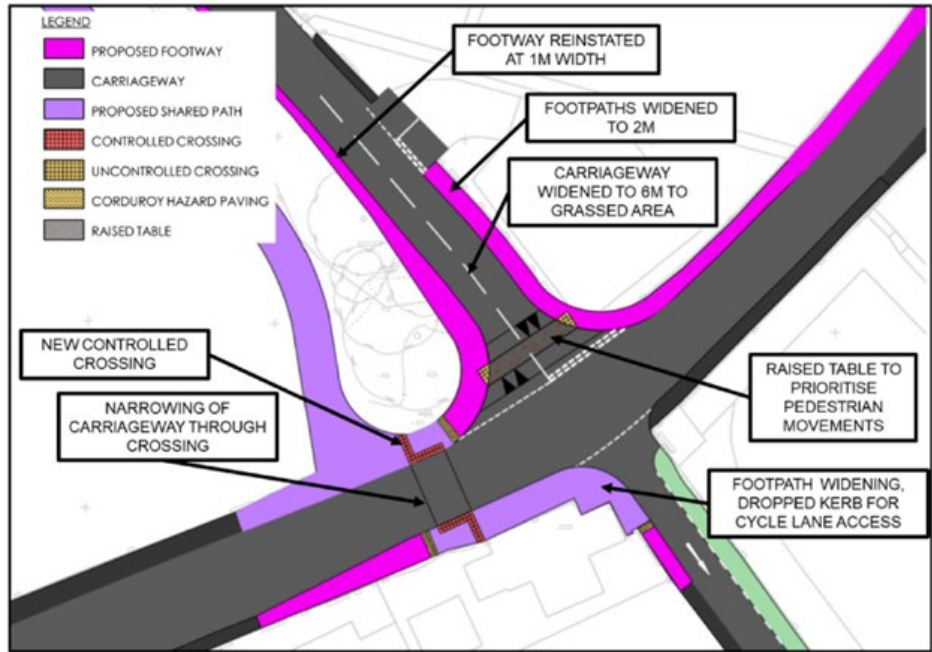 LEGEND
PROPOSED FOOTWAY
CARRIAGEWAY
PROPOSED SHARED PATH
CONTROLLED CROSSING
UNCONTROLLED CROSSING
CORDUROY HAZARD PAVING
RAISED TABLE
FOOTWAY REINSTATED
AT 1M WIDTH
FOOTPATHS WIDENED
TO 2M
CARRIAGEWAY
WIDENED TO 6M TO
GRASSED AREA
NEW CONTROLLED
CROSSING
NARROWING OF
CARRIAGEWAY THROUGH
CROSSING
RAISED TABLE TO
PRIORITISE
PEDESTRIAN
MOVEMENTS
FOOTPATH WIDENING,
DROPPED KERB FOR
CYCLE LANE ACCESS